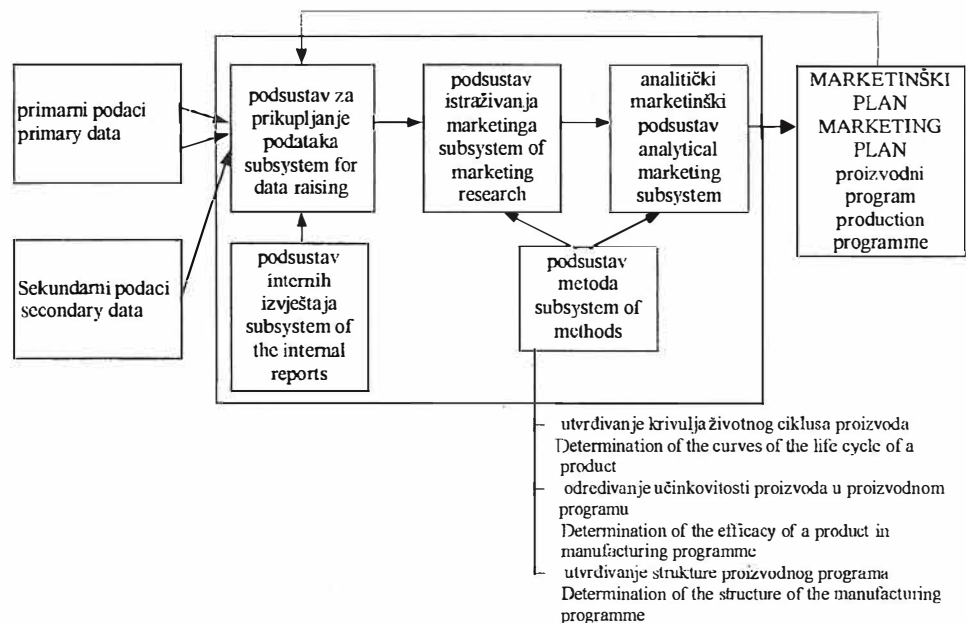 primarni podaci
primary data
Sekundarni podaci
secondary data
podsustav za
prikupljanje
podataka
subsystem for
data raising
podsustav
internih
izvještaja
subsystem of
the internal
reports
podsustav
istraživanja
marketinga
subsystem of
marketing
research
analitički
marketinški
podsustav
analytical
marketing
subsystem
podsustav
metoda
subsystem of
methods
MARKETINŠKI
PLAN
MARKETING
PLAN
proizvodni
program
production
programme
utvrđivanje krivulja životnog ciklusa proizvoda
Determination of the curves of the life cycle of a
product
određivanje učinkovitosti proizvoda u proizvodnom
programu
Determination of the efficacy of a product in
manufacturing programme
utvrđivanje strukture proizvodnog programa
Determination of the structure of the manufacturing
programme